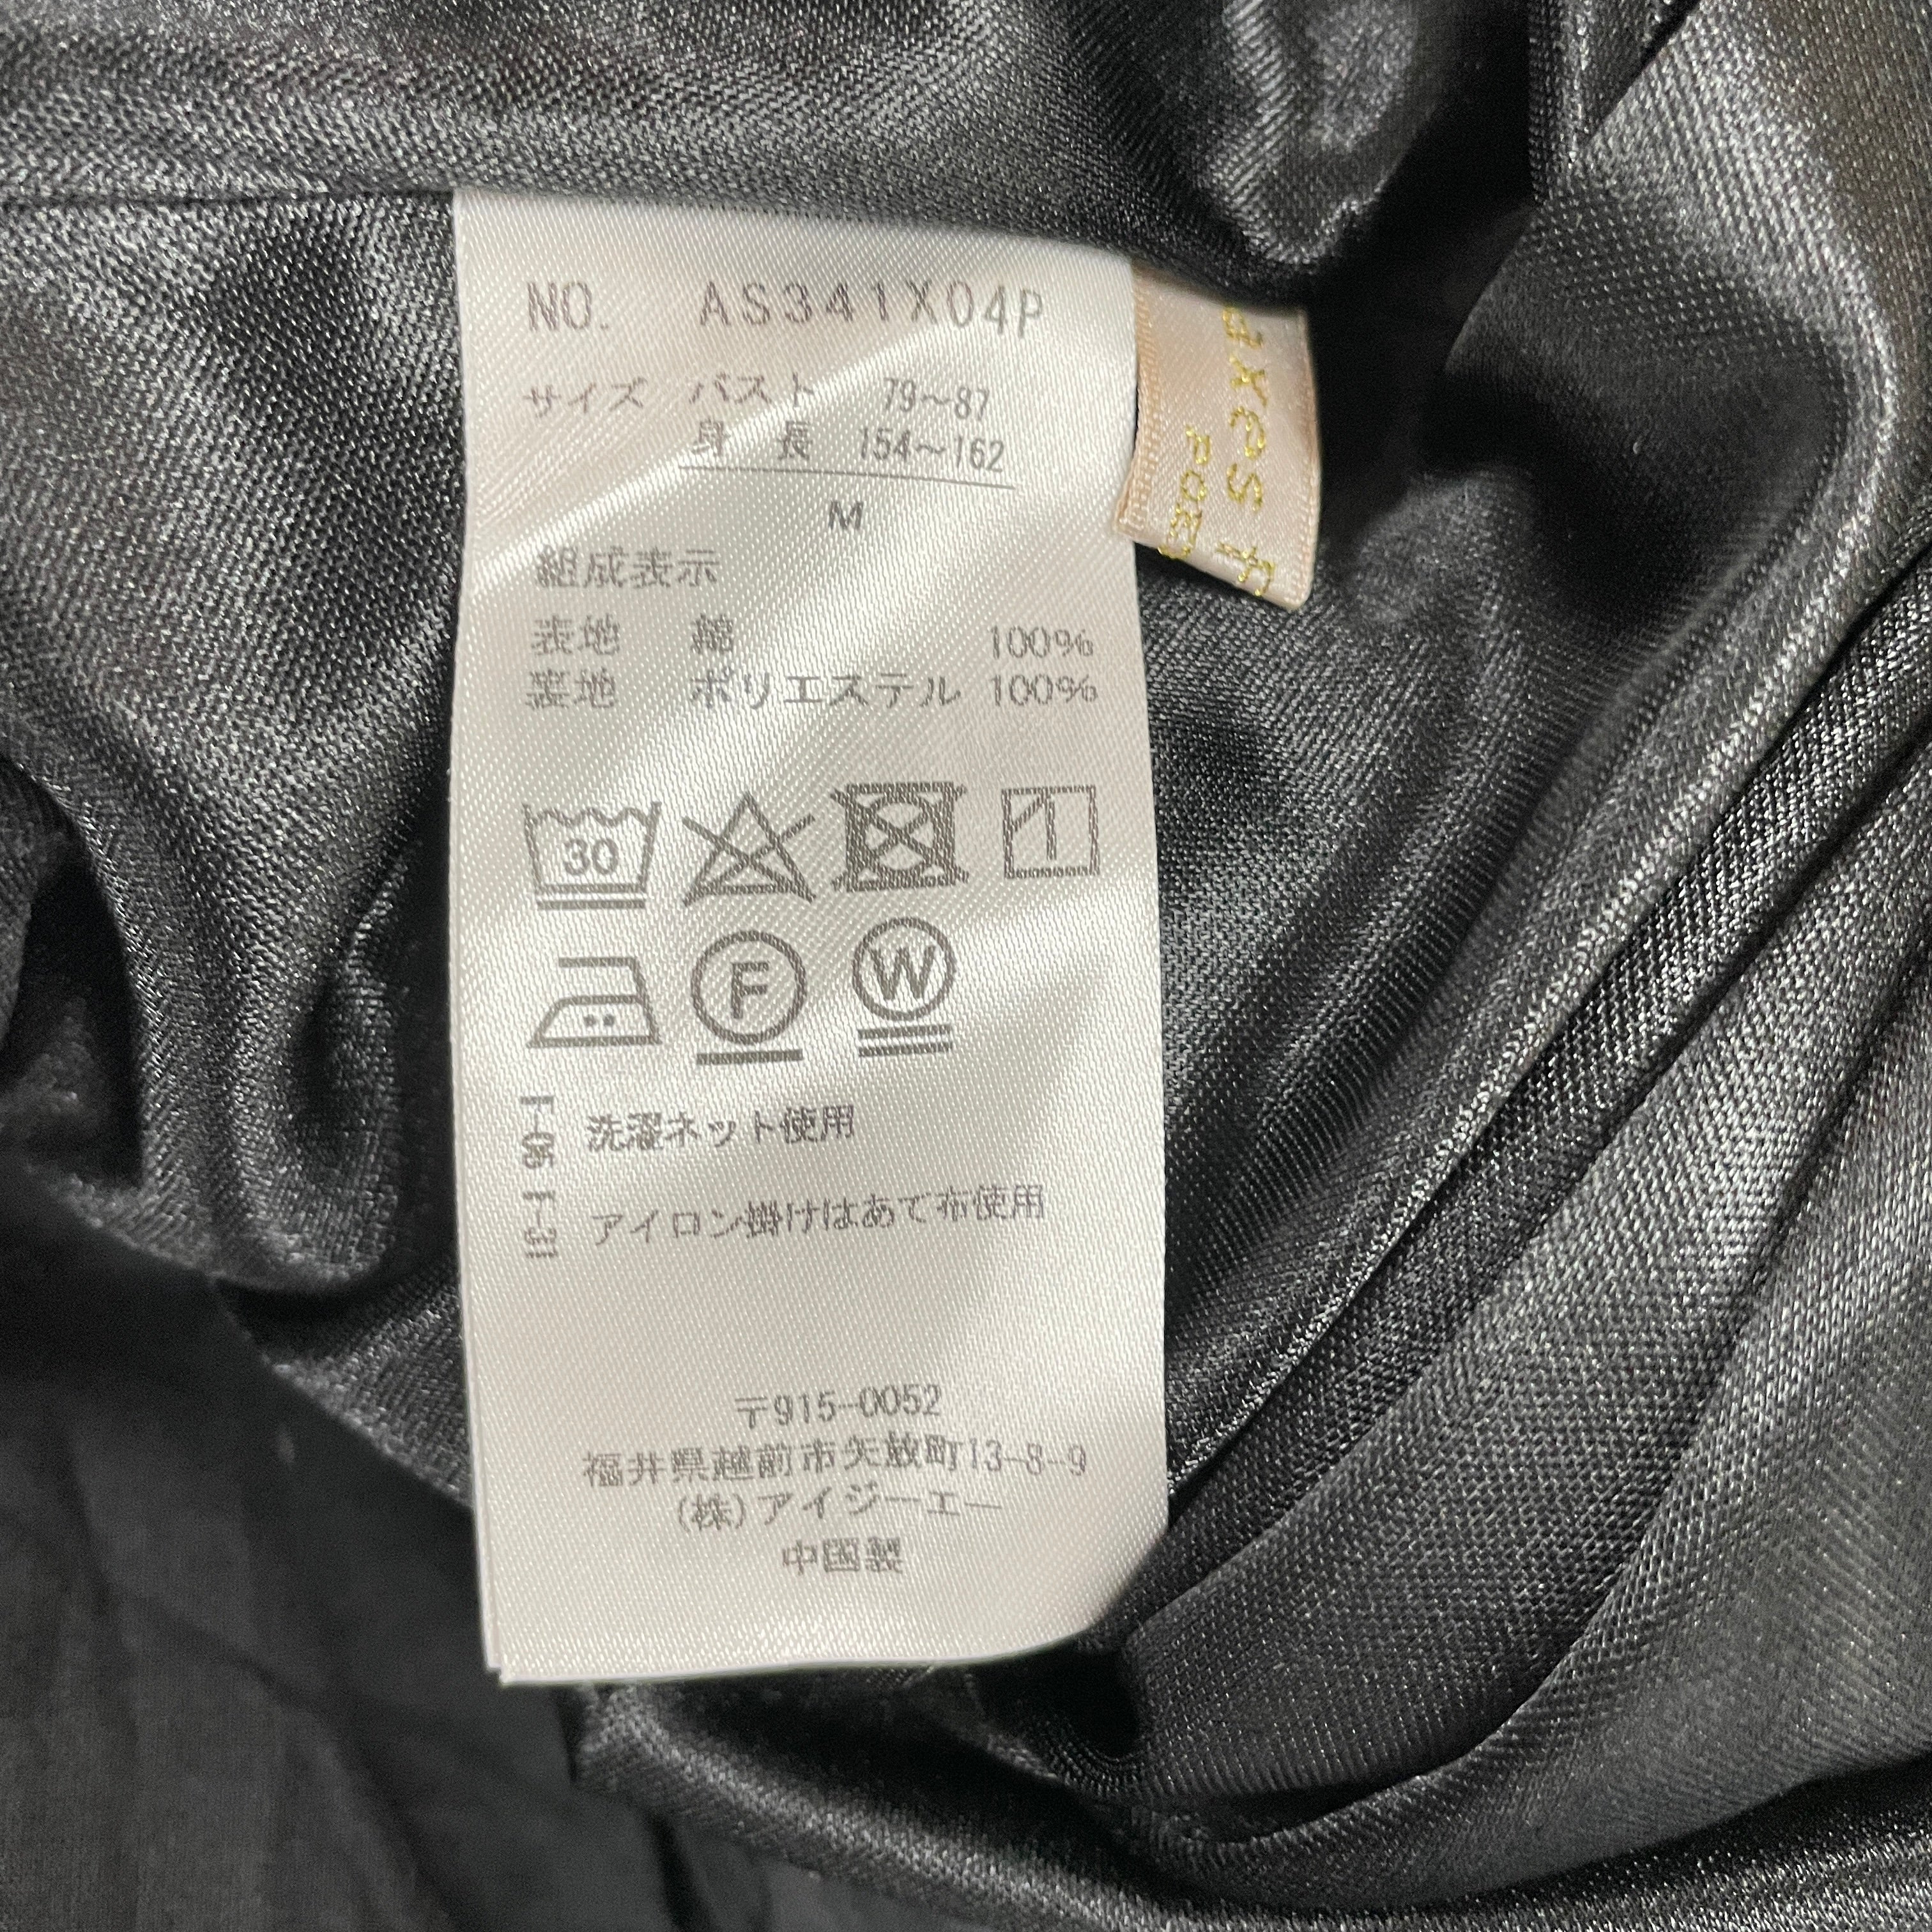 NO. AS341X04P
サイズ バスト 79～87
身 長 154～162
M
組成表示
表地 綿 100%
裏地 ポリエステル 100%
30
F
W
T-06 洗濯ネット使用
T-31 アイロン掛けはあて布使用
〒915-0052
福井県越前市矢放町13-8-9
(株)アイジーエー
中国製
axes f
POE